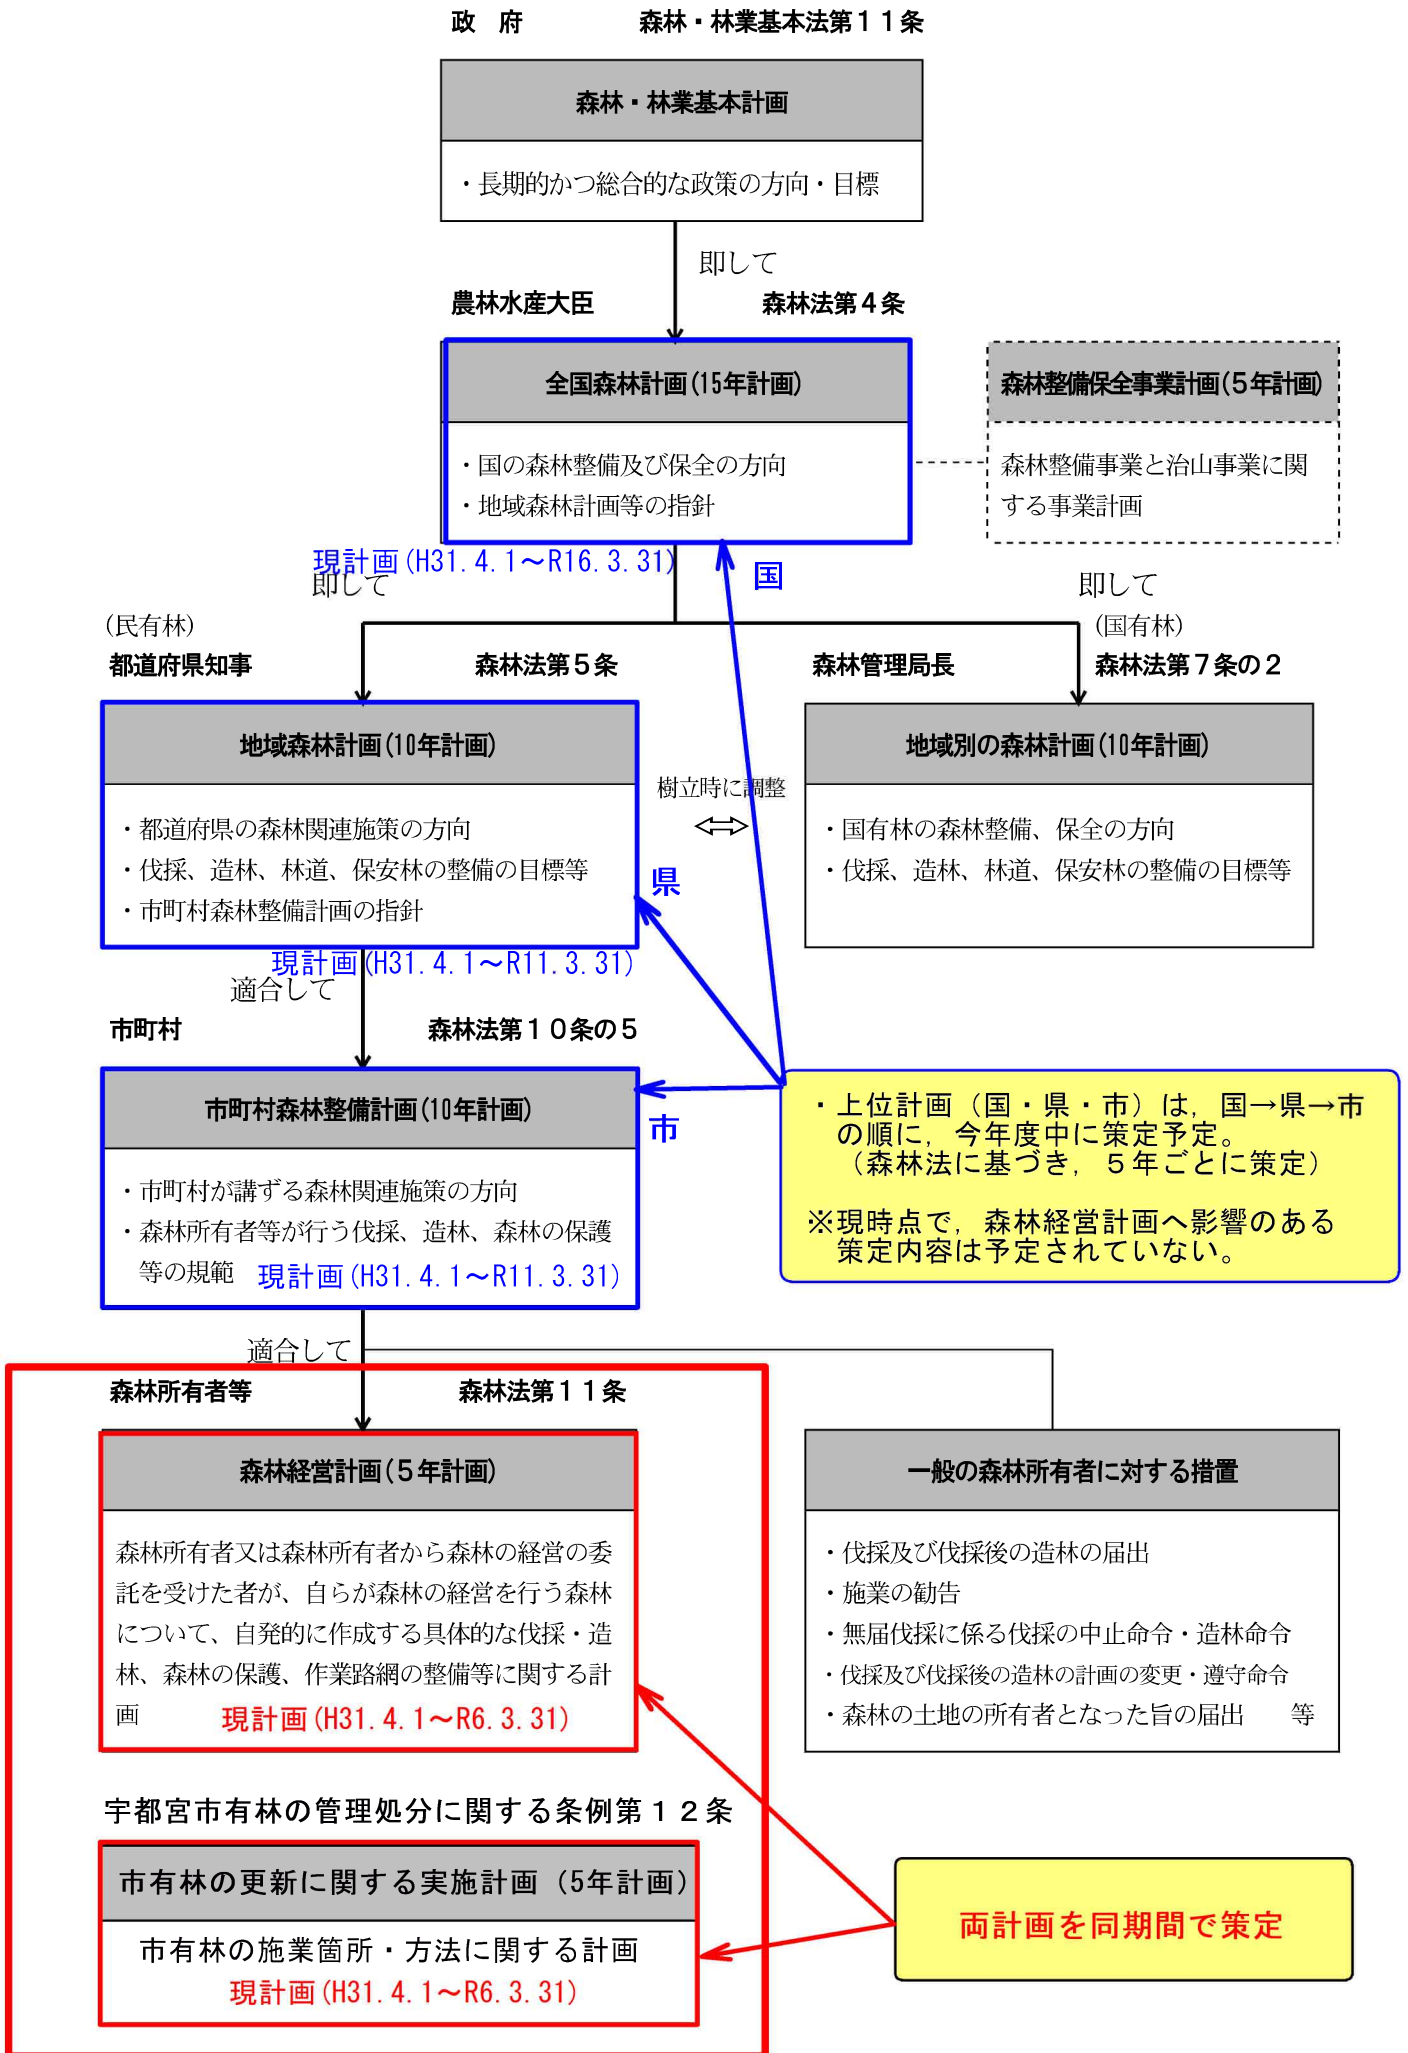 政　府　　　　　森林・林業基本法第１１条
森林・林業基本計画
・長期的かつ総合的な政策の方向・目標
即して
農林水産大臣　　　　　　　森林法第４条
全国森林計画(15年計画)
・国の森林整備及び保全の方向
・地域森林計画等の指針
森林整備保全事業計画(５年計画)
森林整備事業と治山事業に関
する事業計画
現計画(H31.4.1～R16.3.31)
国
即して
即して
（民有林）
（国有林）
都道府県知事　　　　　　　　　森林法第５条
森林管理局長　　　　　　森林法第７条の２
地域森林計画(10年計画)
・都道府県の森林関連施策の方向
・伐採、造林、林道、保安林の整備の目標等
・市町村森林整備計画の指針
樹立時に調整
県
地域別の森林計画(10年計画)
・国有林の森林整備、保全の方向
・伐採、造林、林道、保安林の整備の目標等
現計画(H31.4.1～R11.3.31)
適合して
市町村　　　　　　　　　　森林法第１０条の５
市町村森林整備計画(10年計画)
市
・市町村が講ずる森林関連施策の方向
・森林所有者等が行う伐採、造林、森林の保護
等の規範　現計画(H31.4.1～R11.3.31)
・上位計画（国・県・市）は，国→県→市
の順に，今年度中に策定予定。
（森林法に基づき，５年ごとに策定）
※現時点で，森林経営計画へ影響のある
策定内容は予定されていない。
適合して
森林所有者等　　　　　　　　　森林法第１１条
森林経営計画(５年計画)
森林所有者又は森林所有者から森林の経営の委
託を受けた者が、自らが森林の経営を行う森林
について、自発的に作成する具体的な伐採・造
林、森林の保護、作業路網の整備等に関する計
画　　　現計画(H31.4.1～R6.3.31)
一般の森林所有者に対する措置
・伐採及び伐採後の造林の届出
・施業の勧告
・無届伐採に係る伐採の中止命令・造林命令
・伐採及び伐採後の造林の計画の変更・遵守命令
・森林の土地の所有者となった旨の届出　　等
宇都宮市有林の管理処分に関する条例第１２条
市有林の更新に関する実施計画（5年計画）
市有林の施業箇所・方法に関する計画
現計画(H31.4.1～R6.3.31)
両計画を同期間で策定